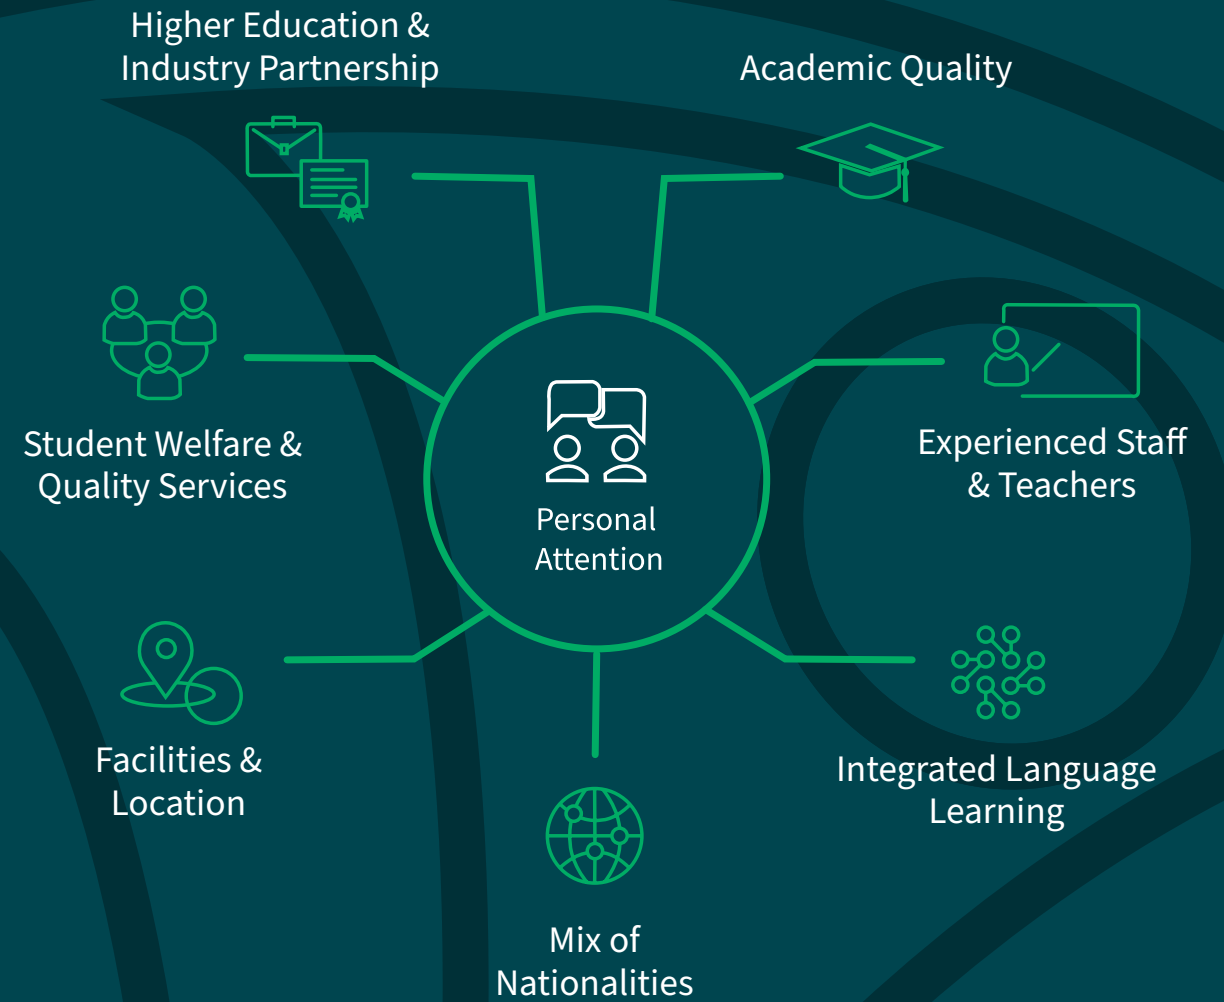 Higher Education &
Industry Partnership
Academic Quality
Student Welfare &
Quality Services
Experienced Staff
& Teachers
Personal
Attention
Facilities &
Location
Integrated Language
Learning
Mix of
Nationalities